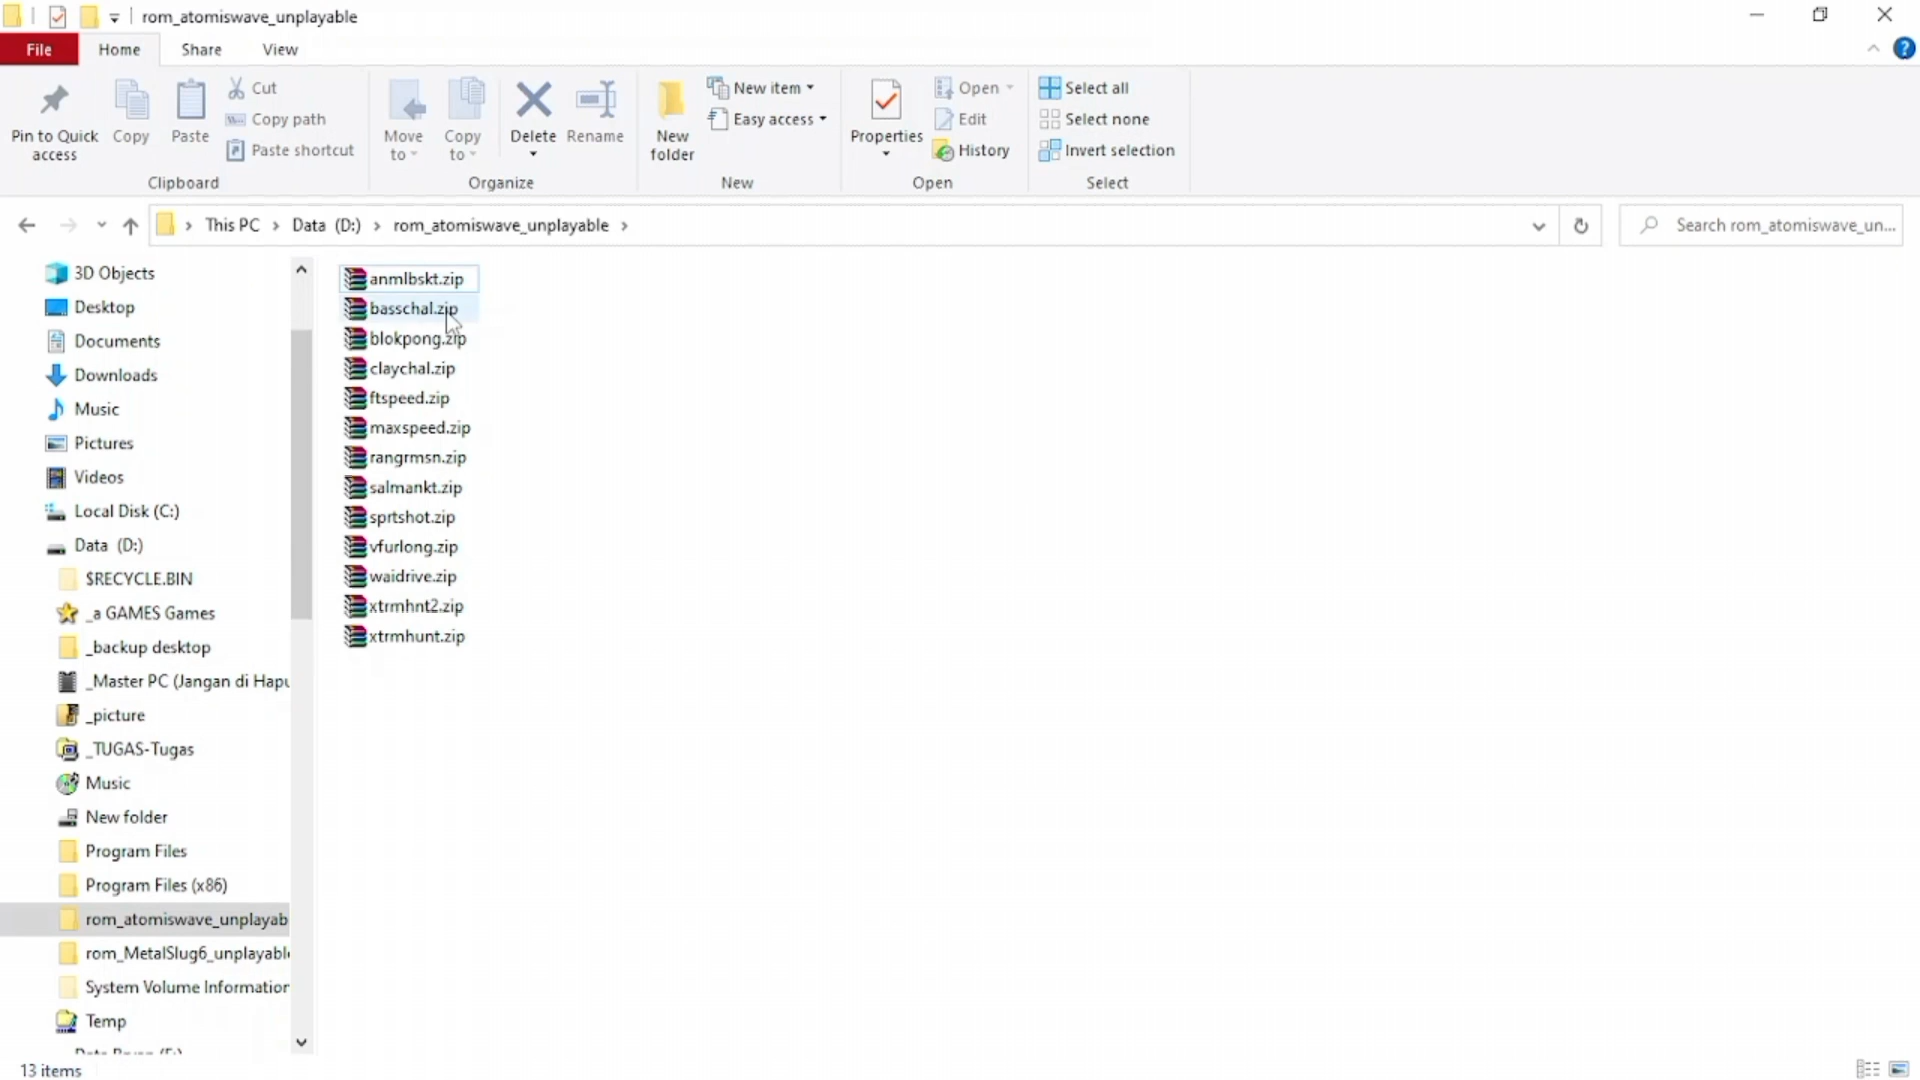 rom_atomiswave_unplayable
File Home Share View
Pin to Quick access
Copy
Paste
Cut
Copy path
Paste shortcut
Move to
Copy to
Delete
Rename
New folder
New item
Easy access
Properties
Open
Edit
History
Select all
Select none
Invert selection
Clipboard Organize New Open Select
This PC > Data (D:) > rom_atomiswave_unplayable >
Search rom_atomiswave_un...
3D Objects
Desktop
Documents
Downloads
Music
Pictures
Videos
Local Disk (C:)
Data (D:)
$RECYCLE.BIN
_a GAMES Games
_backup desktop
_Master PC (Jangan di Hapu
_picture
_TUGAS-Tugas
Music
New folder
Program Files
Program Files (x86)
rom_atomiswave_unplayab
rom_MetalSlug6_unplayabl
System Volume Information
Temp
anmlbskt.zip
basschal.zip
blokpong.zip
claychal.zip
ftspeed.zip
maxspeed.zip
rangrmsn.zip
salmankt.zip
sprtshot.zip
vfurlong.zip
waidrive.zip
xtrmhnt2.zip
xtrmhunt.zip
13 items